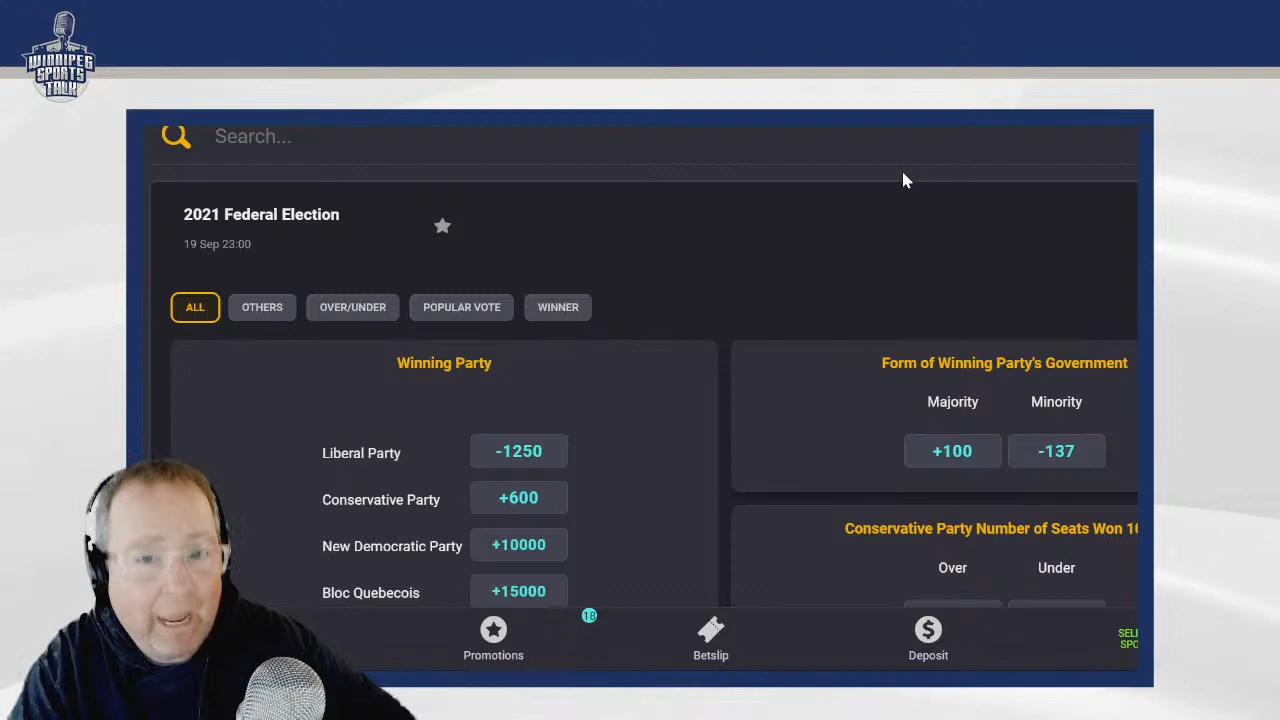 WINNIPEG
SPORTS
TALK
Search...
2021 Federal Election
19 Sep 23:00
ALL OTHERS OVER/UNDER POPULAR VOTE WINNER
Winning Party
Liberal Party -1250
Conservative Party +600
New Democratic Party +10000
Bloc Quebecois +15000
Form of Winning Party's Government
Majority Minority
+100 -137
Conservative Party Number of Seats Won
Over Under
18
Promotions Betslip Deposit